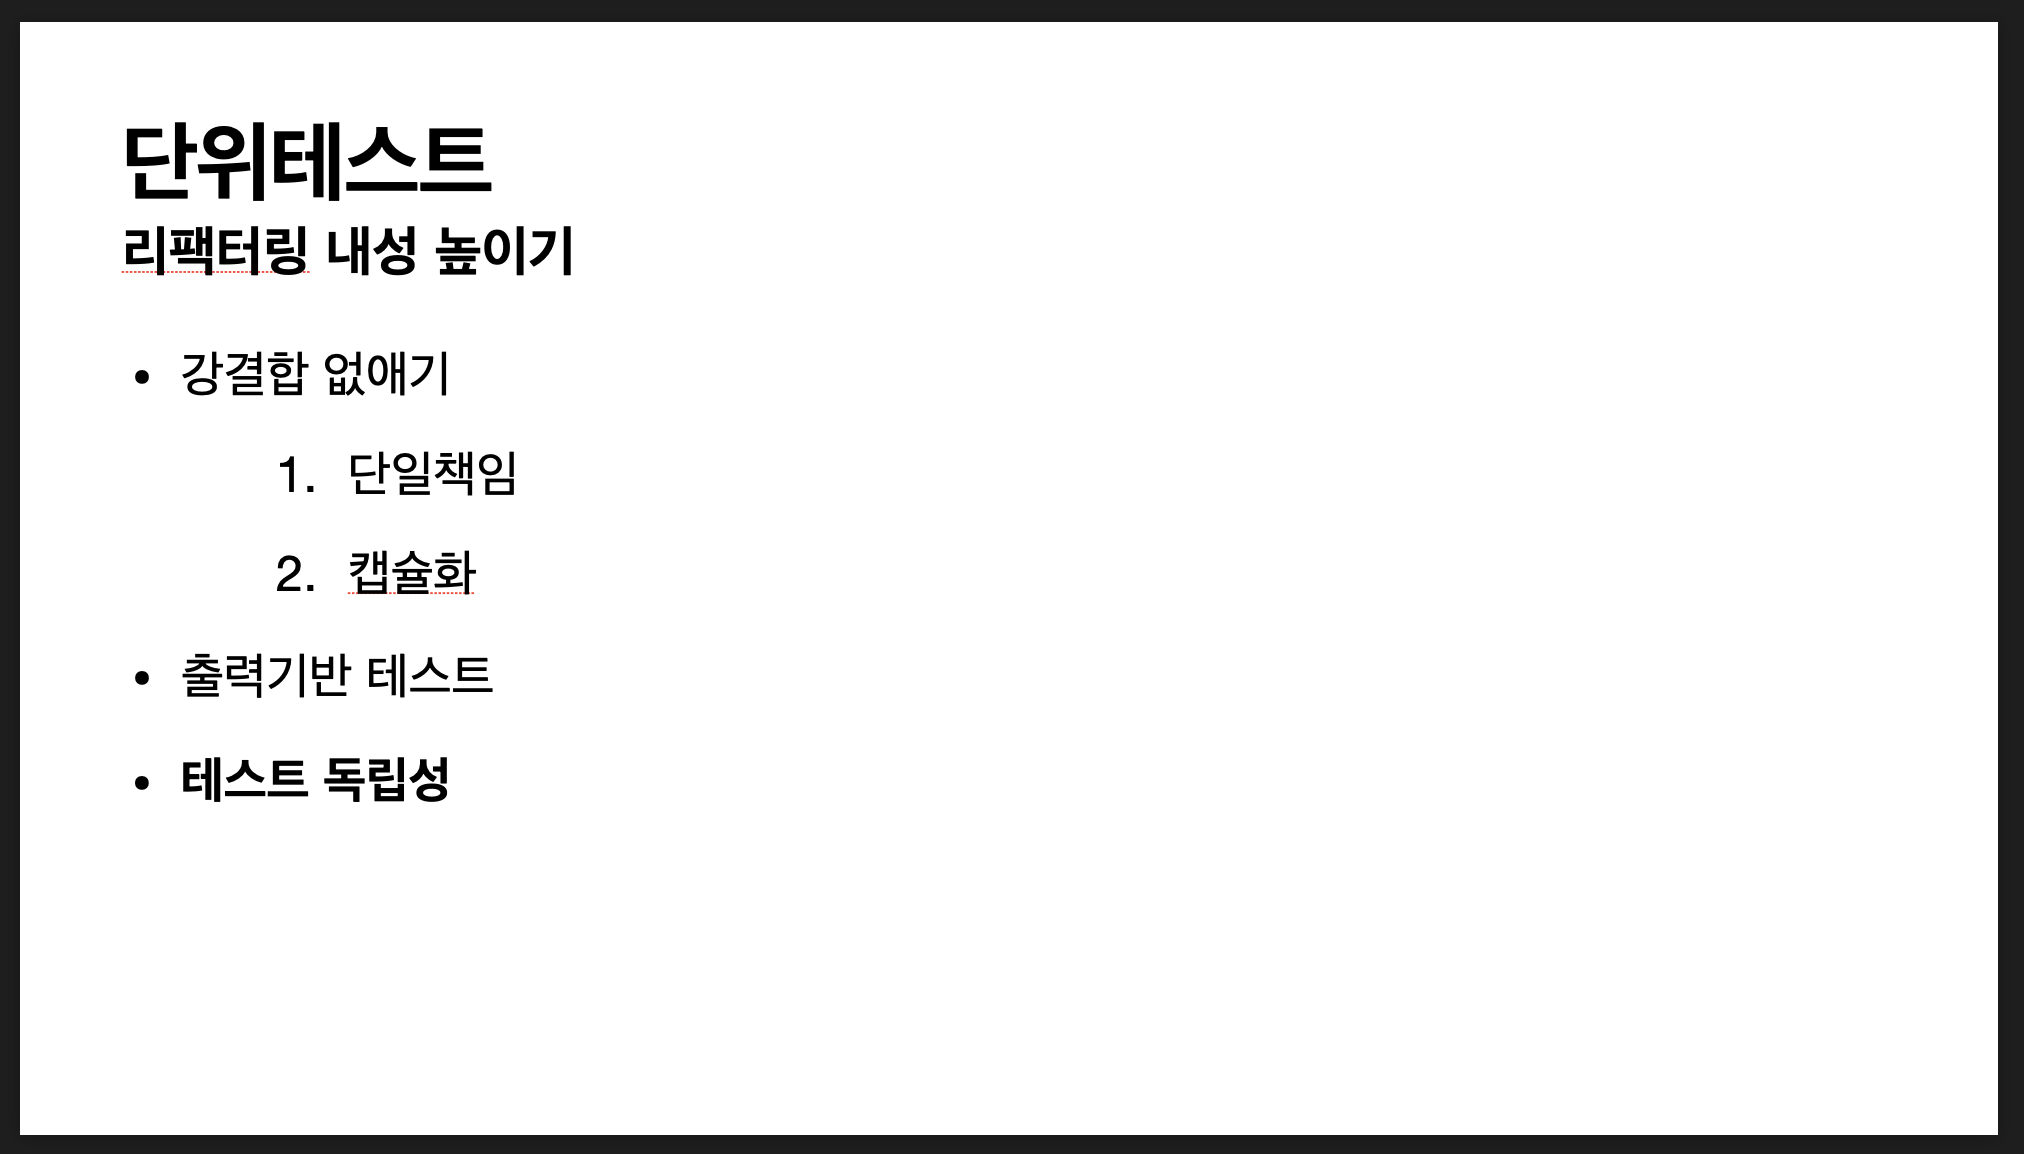 단위테스트
리팩터링 내성 높이기
• 강결합 없애기
1. 단일책임
2. 캡슐화
• 출력기반 테스트
• 테스트 독립성